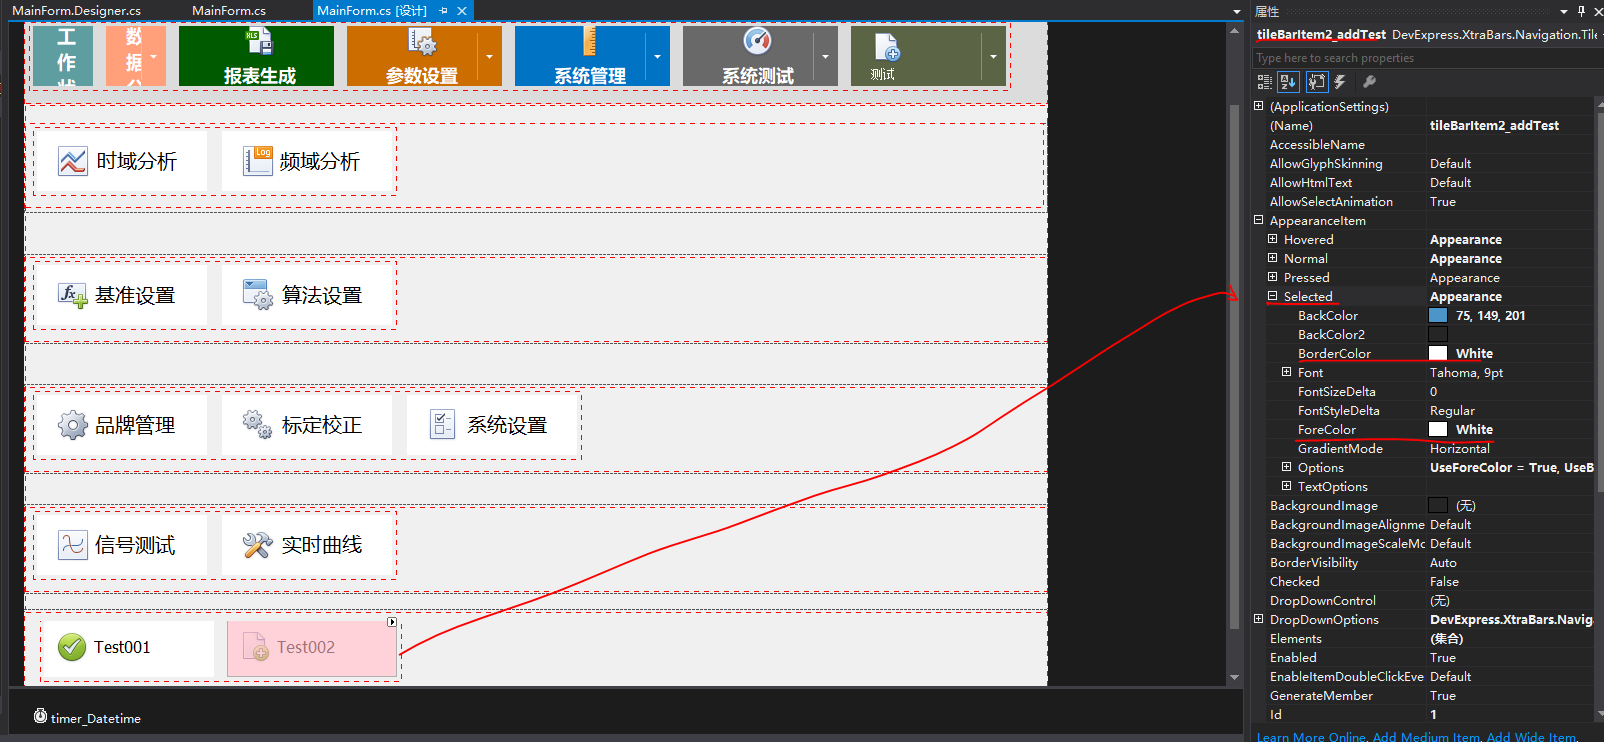 MainForm.Designer.cs
MainForm.cs
MainForm.cs [设计]
工作状
数据分
XLS
报表生成
参数设置
系统管理
系统测试
测试
时域分析
Log
频域分析
fx
基准设置
算法设置
品牌管理
标定校正
系统设置
信号测试
实时曲线
Test001
Test002
timer_Datetime
属性
tileBarItem2_addTest DevExpress.XtraBars.Navigation.Tile
Type here to search properties
(ApplicationSettings)
(Name) tileBarItem2_addTest
AccessibleName
AllowGlyphSkinning Default
AllowHtmlText Default
AllowSelectAnimation True
AppearanceItem
Hovered Appearance
Normal Appearance
Pressed Appearance
Selected Appearance
BackColor 75, 149, 201
BackColor2
BorderColor White
Font Tahoma, 9pt
FontSizeDelta 0
FontStyleDelta Regular
ForeColor White
GradientMode Horizontal
Options UseForeColor = True, UseB
TextOptions
BackgroundImage (无)
BackgroundImageAlignme Default
BackgroundImageScaleMo Default
BorderVisibility Auto
Checked False
DropDownControl (无)
DropDownOptions DevExpress.XtraBars.Naviga
Elements (集合)
Enabled True
EnableItemDoubleClickEve Default
GenerateMember True
Id 1
Learn More Online, Add Medium Item, Add Wide Item,